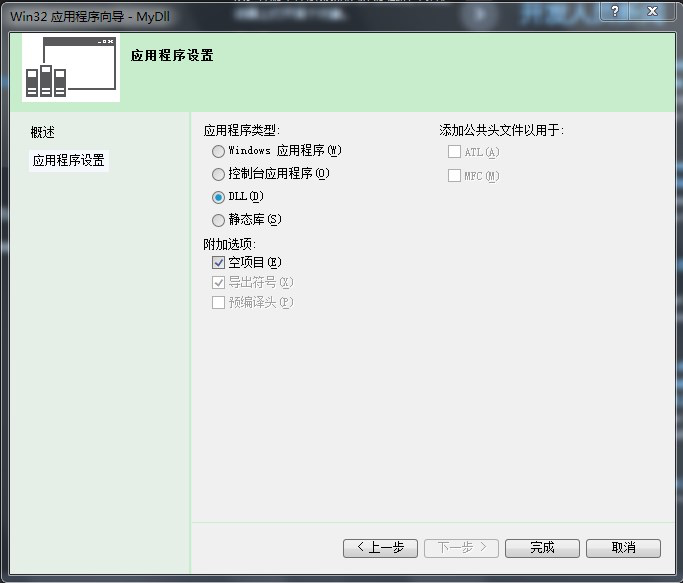 Win32 应用程序向导 - MyDll
应用程序设置
概述
应用程序设置
应用程序类型:
Windows 应用程序(W)
控制台应用程序(O)
DLL(D)
静态库(S)
附加选项:
空项目(E)
导出符号(X)
预编译头(P)
添加公共头文件以用于:
ATL(A)
MFC(M)
< 上一步
下一步 >
完成
取消